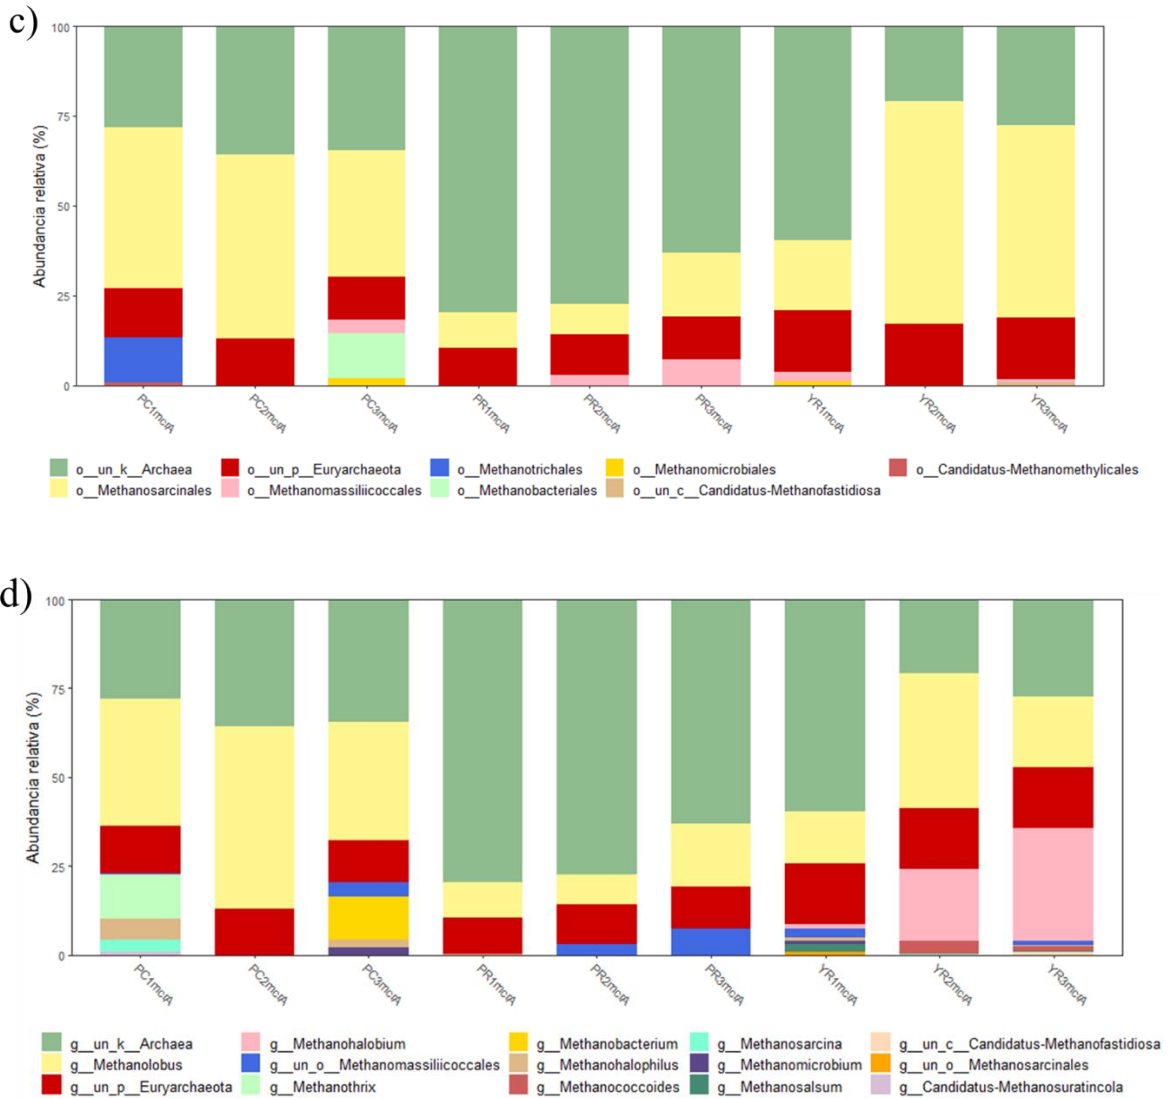 c)
100
75
50
25
0
Abundancia relativa (%)
PC1mcrA PC2mcrA PC3mcrA PR1mcrA PR2mcrA PR3mcrA YR1mcrA YR2mcrA YR3mcrA
o__un_k__Archaea o__un_p__Euryarchaeota o__Methanotrichales o__Methanomicrobiales o__Candidatus-Methanomethylicales
o__Methanosarcinales o__Methanomassiliicoccales o__Methanobacteriales o__un_c__Candidatus-Methanofastidiosa
d)
100
75
50
25
0
Abundancia relativa (%)
PC1mcrA PC2mcrA PC3mcrA PR1mcrA PR2mcrA PR3mcrA YR1mcrA YR2mcrA YR3mcrA
g__un_k__Archaea g__Methanohalobium g__Methanobacterium g__Methanosarcina g__un_c__Candidatus-Methanofastidiosa
g__Methanolobus g__un_o__Methanomassiliicoccales g__Methanohalophilus g__Methanomicrobium g__un_o__Methanosarcinales
g__un_p__Euryarchaeota g__Methanothrix g__Methanococcoides g__Methanosalsum g__Candidatus-Methanosuratincola